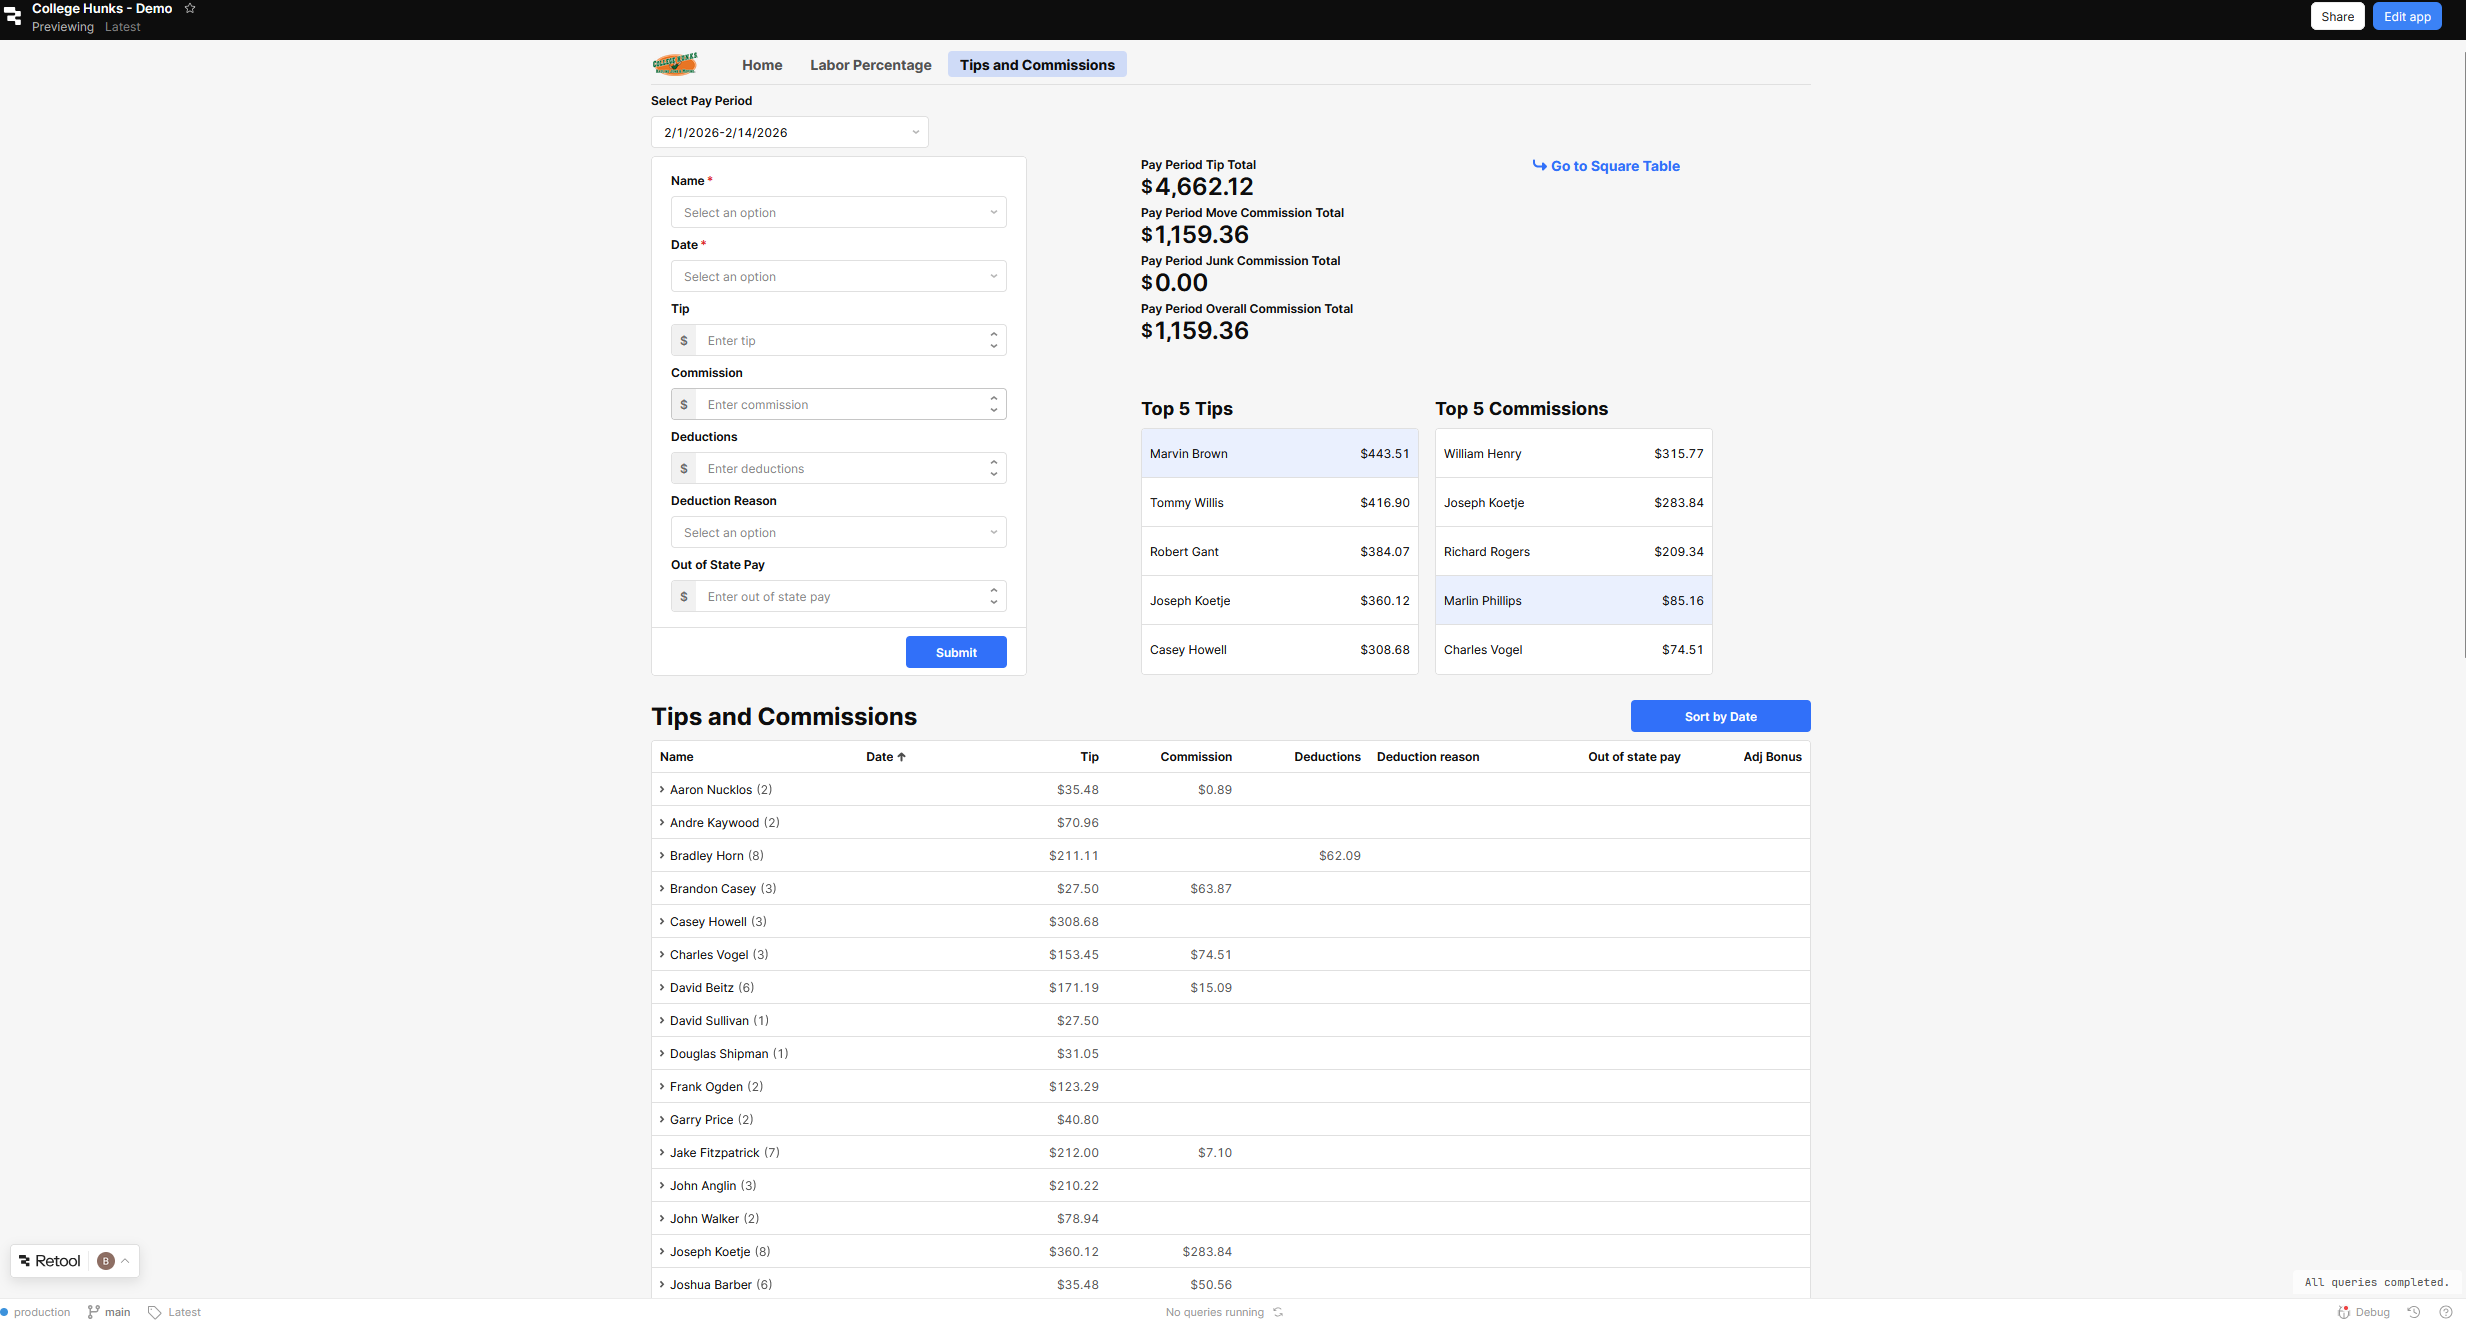 College Hunks - Demo
Previewing Latest
Share
Edit app
COLLEGE HUNKS
Home
Labor Percentage
Tips and Commissions
Select Pay Period
2/1/2026-2/14/2026
Name *
Select an option
Date *
Select an option
Tip
$ Enter tip
Commission
$ Enter commission
Deductions
$ Enter deductions
Deduction Reason
Select an option
Out of State Pay
$ Enter out of state pay
Submit
Pay Period Tip Total
$4,662.12
Pay Period Move Commission Total
$1,159.36
Pay Period Junk Commission Total
$0.00
Pay Period Overall Commission Total
$1,159.36
Go to Square Table
Top 5 Tips
Marvin Brown $443.51
Tommy Willis $416.90
Robert Gant $384.07
Joseph Koetje $360.12
Casey Howell $308.68
Top 5 Commissions
William Henry $315.77
Joseph Koetje $283.84
Richard Rogers $209.34
Marlin Phillips $85.16
Charles Vogel $74.51
Tips and Commissions
Sort by Date
Name Date Tip Commission Deductions Deduction reason Out of state pay Adj Bonus
Aaron Nucklos (2) $35.48 $0.89
Andre Kaywood (2) $70.96
Bradley Horn (8) $211.11 $62.09
Brandon Casey (3) $27.50 $63.87
Casey Howell (3) $308.68
Charles Vogel (3) $153.45 $74.51
David Beitz (6) $171.19 $15.09
David Sullivan (1) $27.50
Douglas Shipman (1) $31.05
Frank Ogden (2) $123.29
Garry Price (2) $40.80
Jake Fitzpatrick (7) $212.00 $7.10
John Anglin (3) $210.22
John Walker (2) $78.94
Joseph Koetje (8) $360.12 $283.84
Joshua Barber (6) $35.48 $50.56
Retool
B
All queries completed.
production
main
Latest
No queries running
Debug